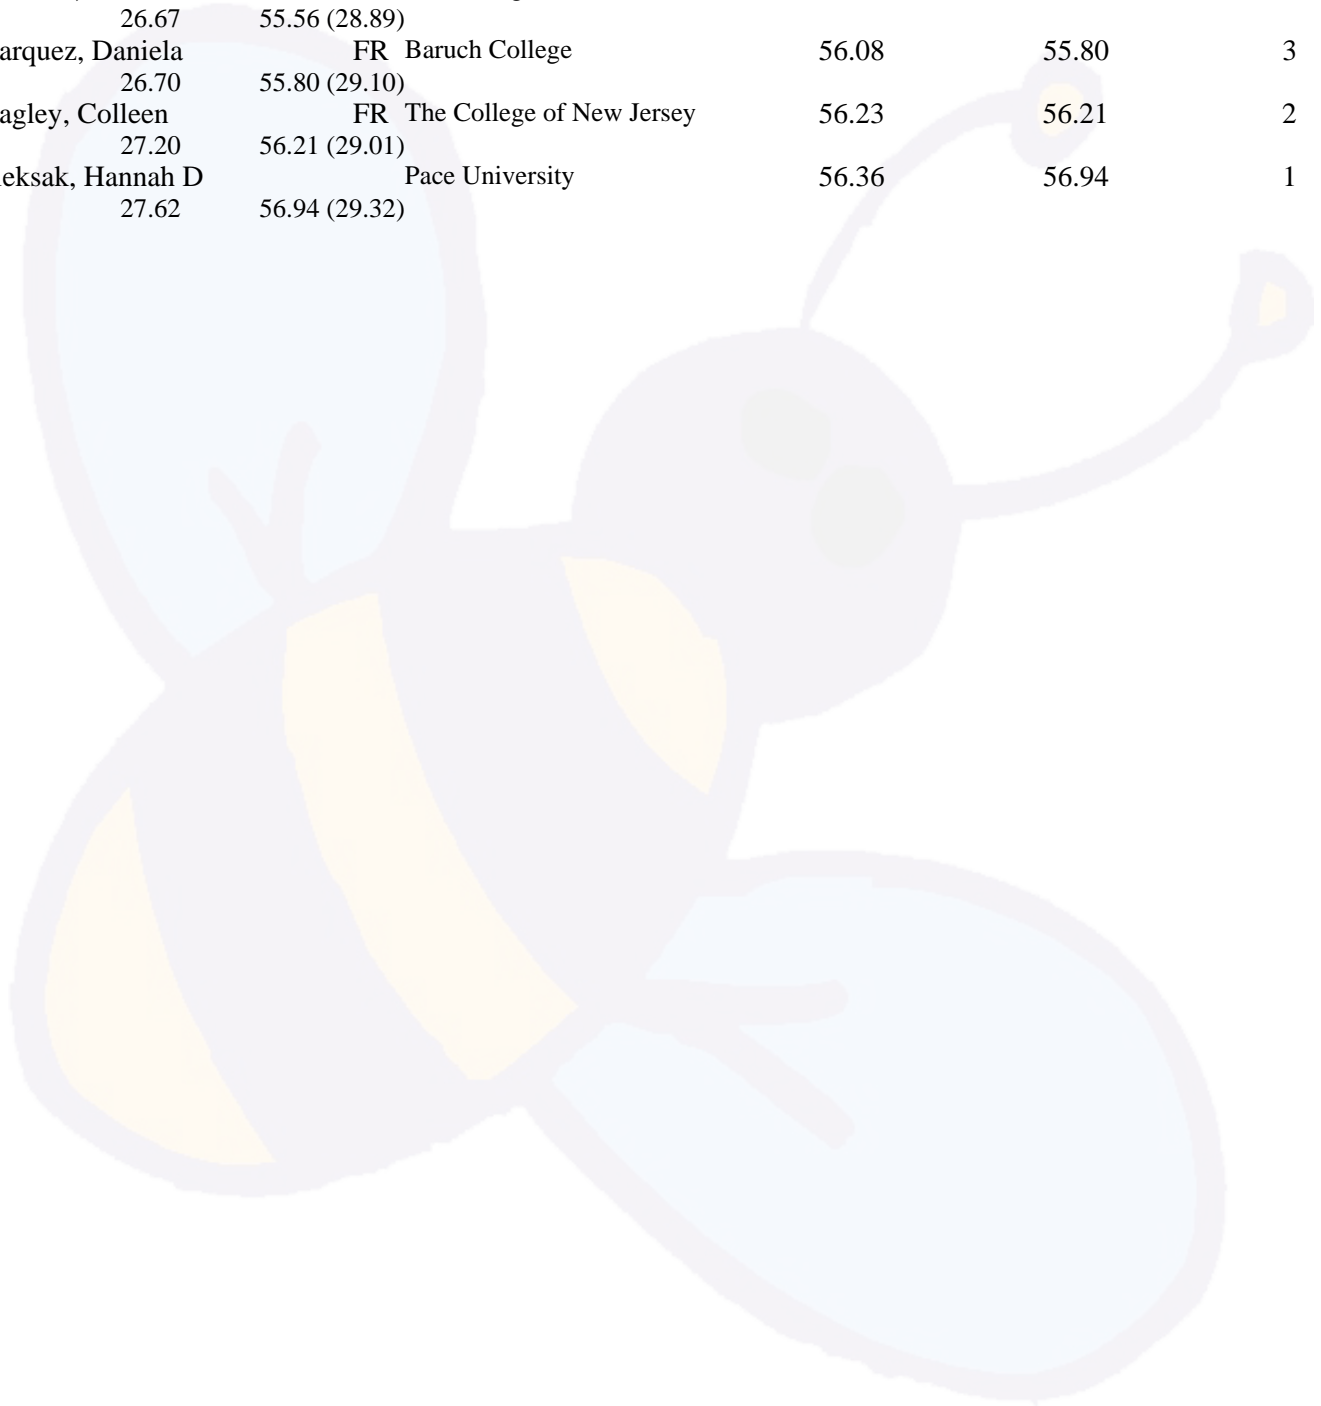 26.67 55.56 (28.89)
arquez, Daniela FR Baruch College 56.08 55.80 3
26.70 55.80 (29.10)
agley, Colleen FR The College of New Jersey 56.23 56.21 2
27.20 56.21 (29.01)
eksak, Hannah D Pace University 56.36 56.94 1
27.62 56.94 (29.32)